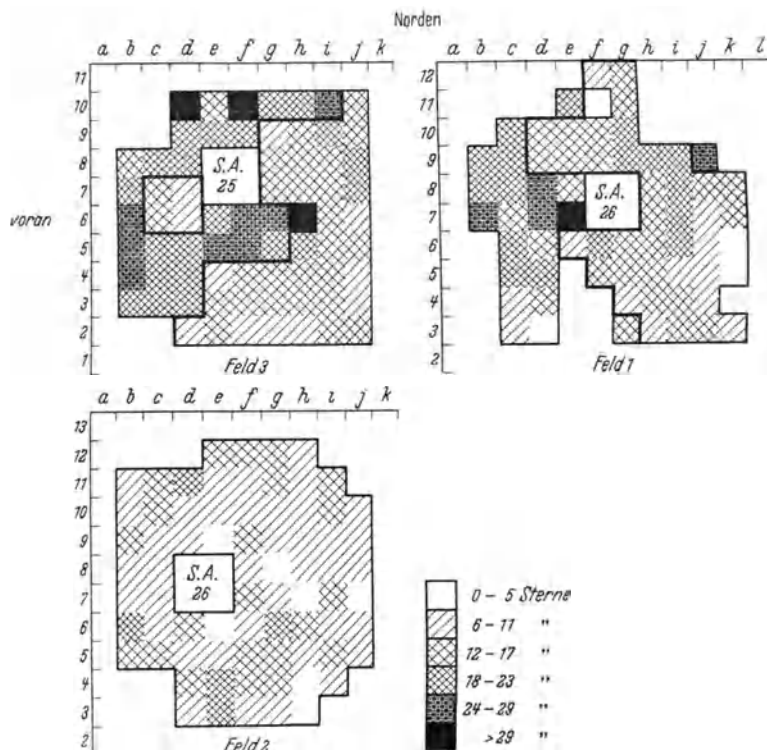 Norden
a b c d e f g h i j k
11
10
9
8
7
6
5
4
3
2
1
voran
S.A.
25
Feld 3
a b c d e f g h i j k l
12
11
10
9
8
7
6
5
4
3
2
S.A.
26
Feld 1
a b c d e f g h i j k
13
12
11
10
9
8
7
6
5
4
3
2
S.A.
26
Feld 2
0 – 5 Sterne
6 – 11 "
12 – 17 "
18 – 23 "
24 – 29 "
>29 "